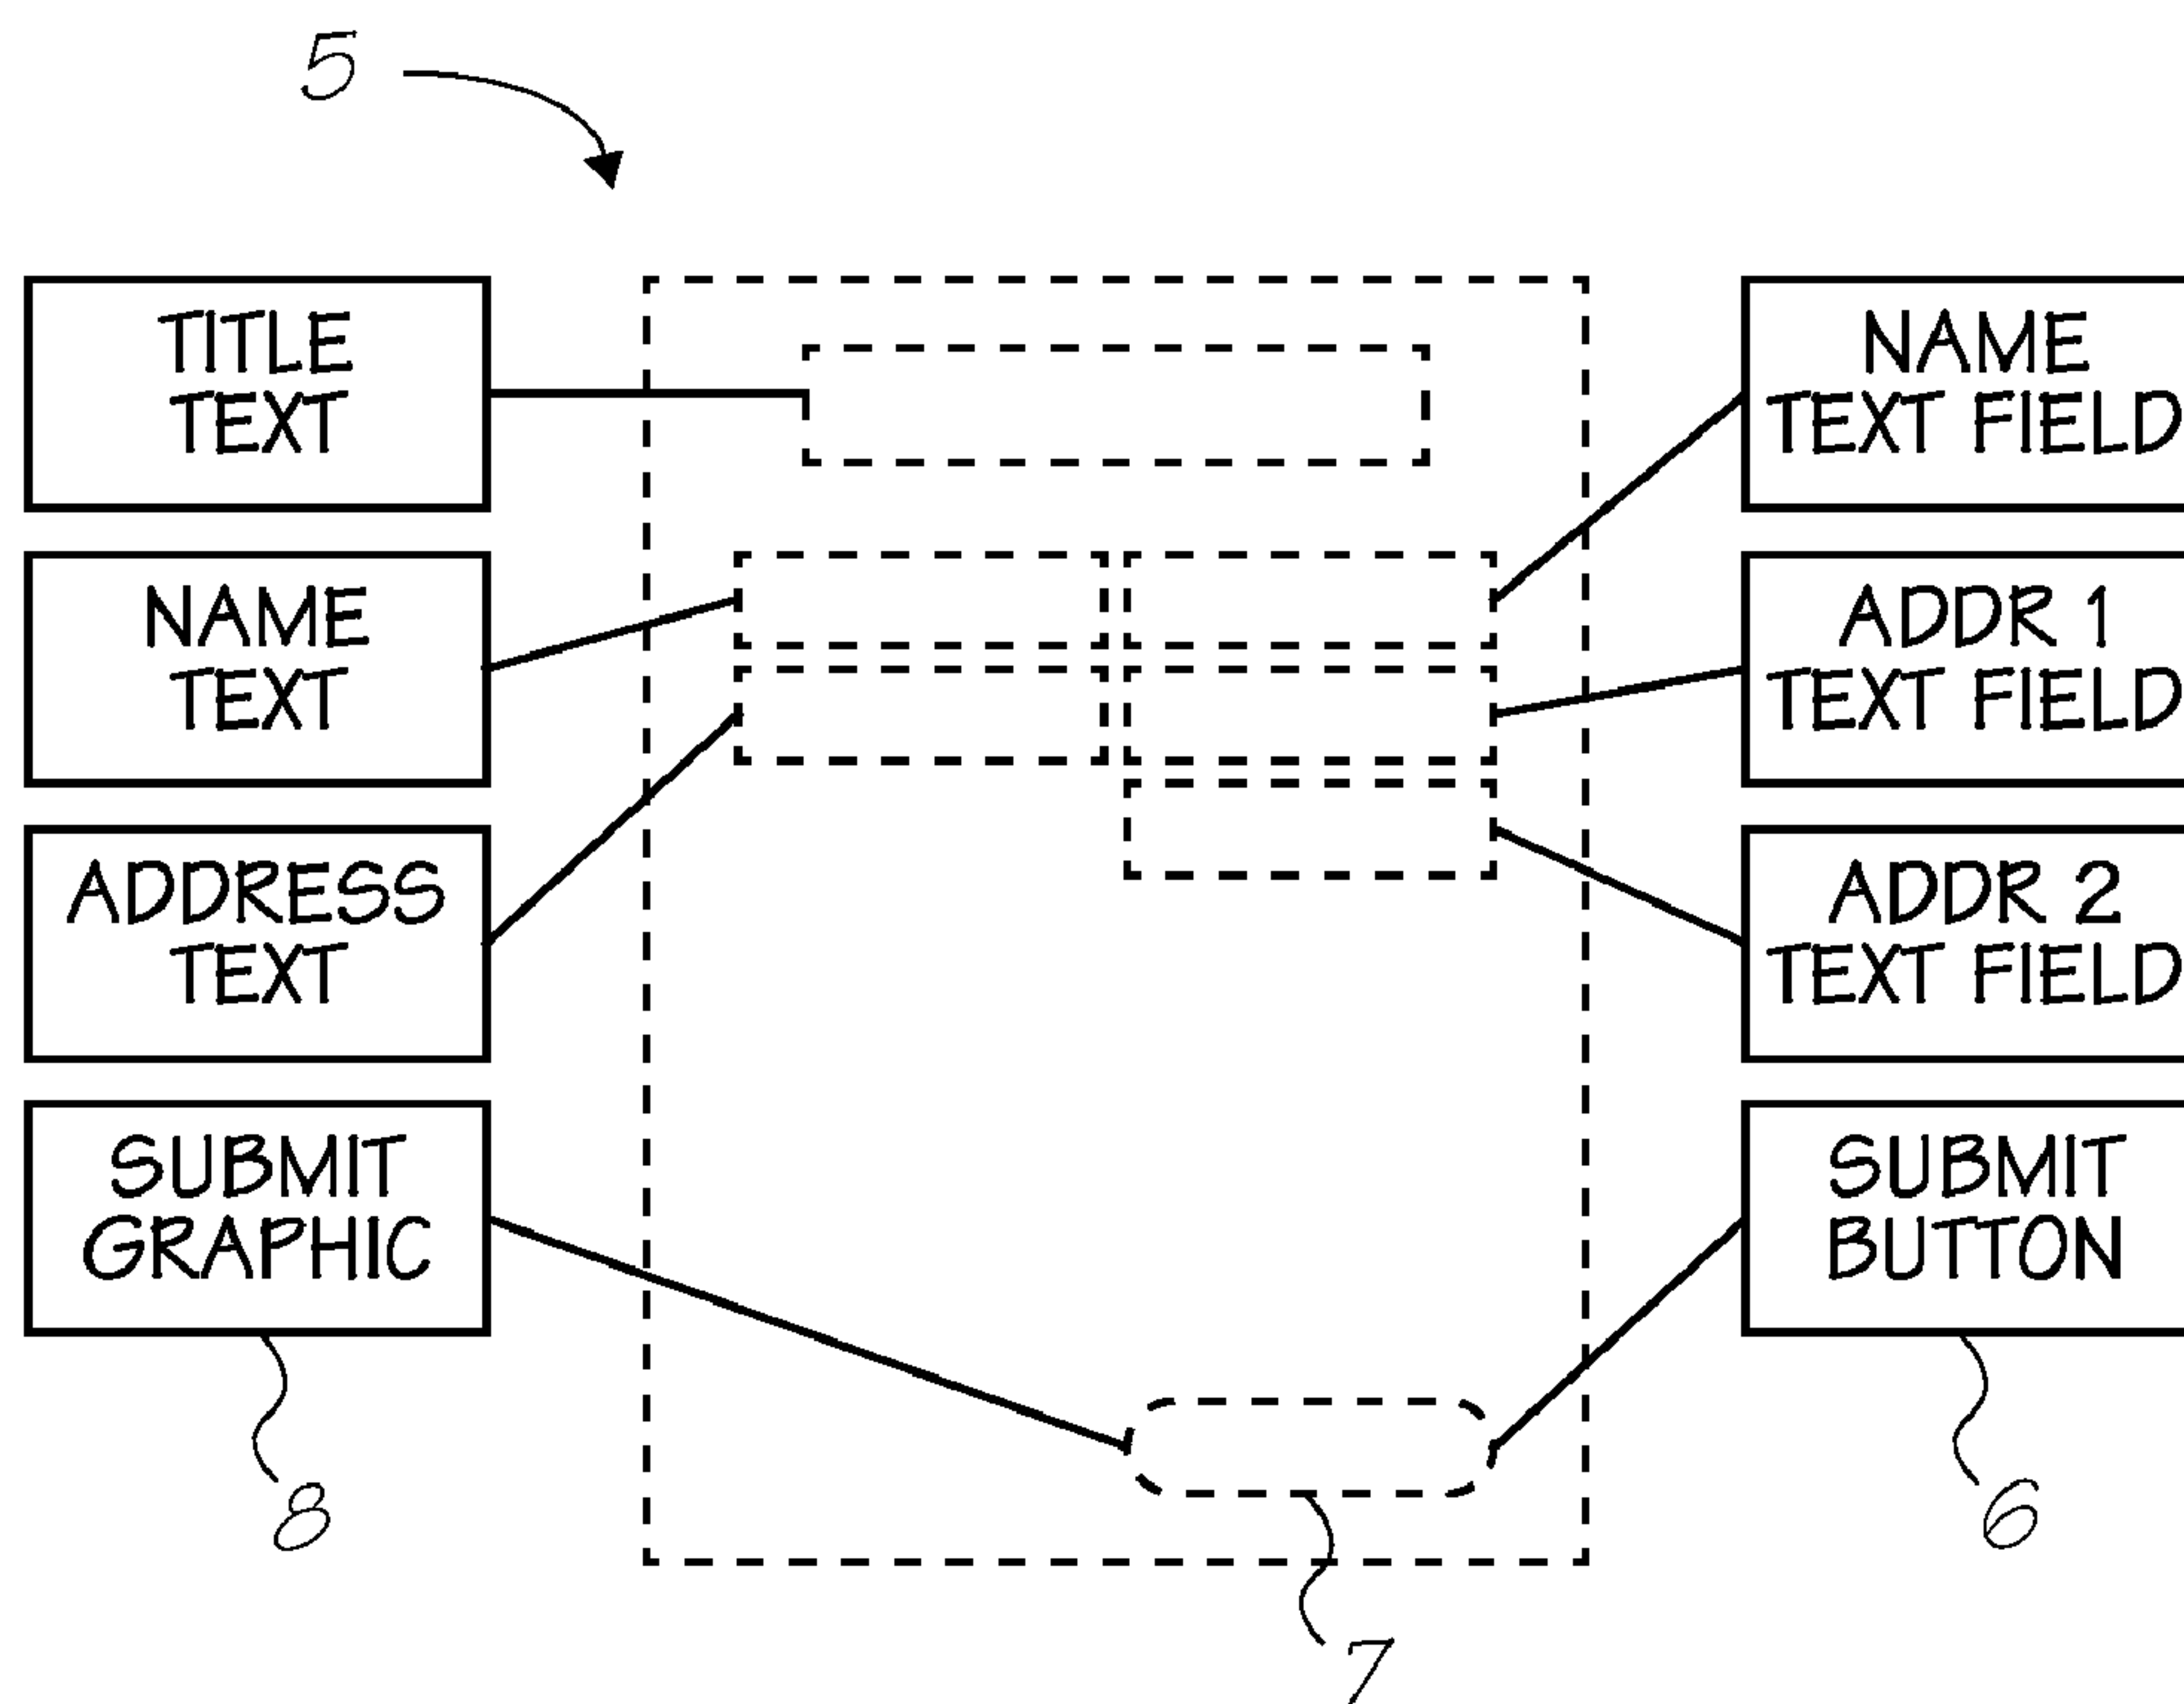 5
TITLE
TEXT
NAME
TEXT
ADDRESS
TEXT
SUBMIT
GRAPHIC
8
NAME
TEXT FIELD
ADDR 1
TEXT FIELD
ADDR 2
TEXT FIELD
SUBMIT
BUTTON
6
7